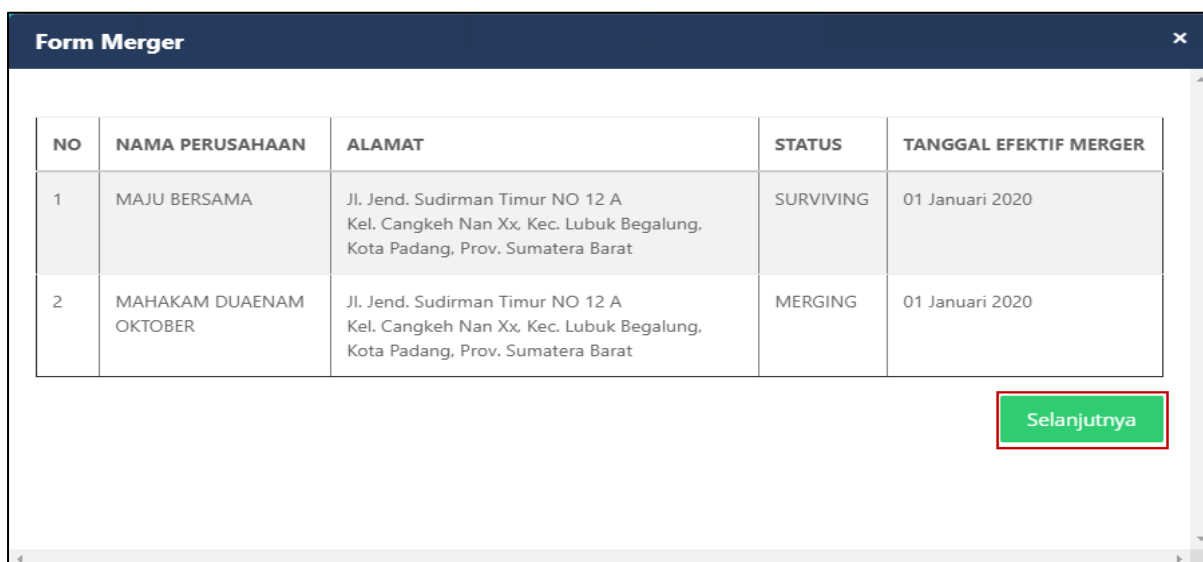 Form Merger ×
NO NAMA PERUSAHAAN ALAMAT STATUS TANGGAL EFEKTIF MERGER
1 MAJU BERSAMA Jl. Jend. Sudirman Timur NO 12 A SURVIVING 01 Januari 2020
Kel. Cangkeh Nan Xx, Kec. Lubuk Begalung,
Kota Padang, Prov. Sumatera Barat
2 MAHAKAM DUAENAM Jl. Jend. Sudirman Timur NO 12 A MERGING 01 Januari 2020
OKTOBER Kel. Cangkeh Nan Xx, Kec. Lubuk Begalung,
Kota Padang, Prov. Sumatera Barat
Selanjutnya